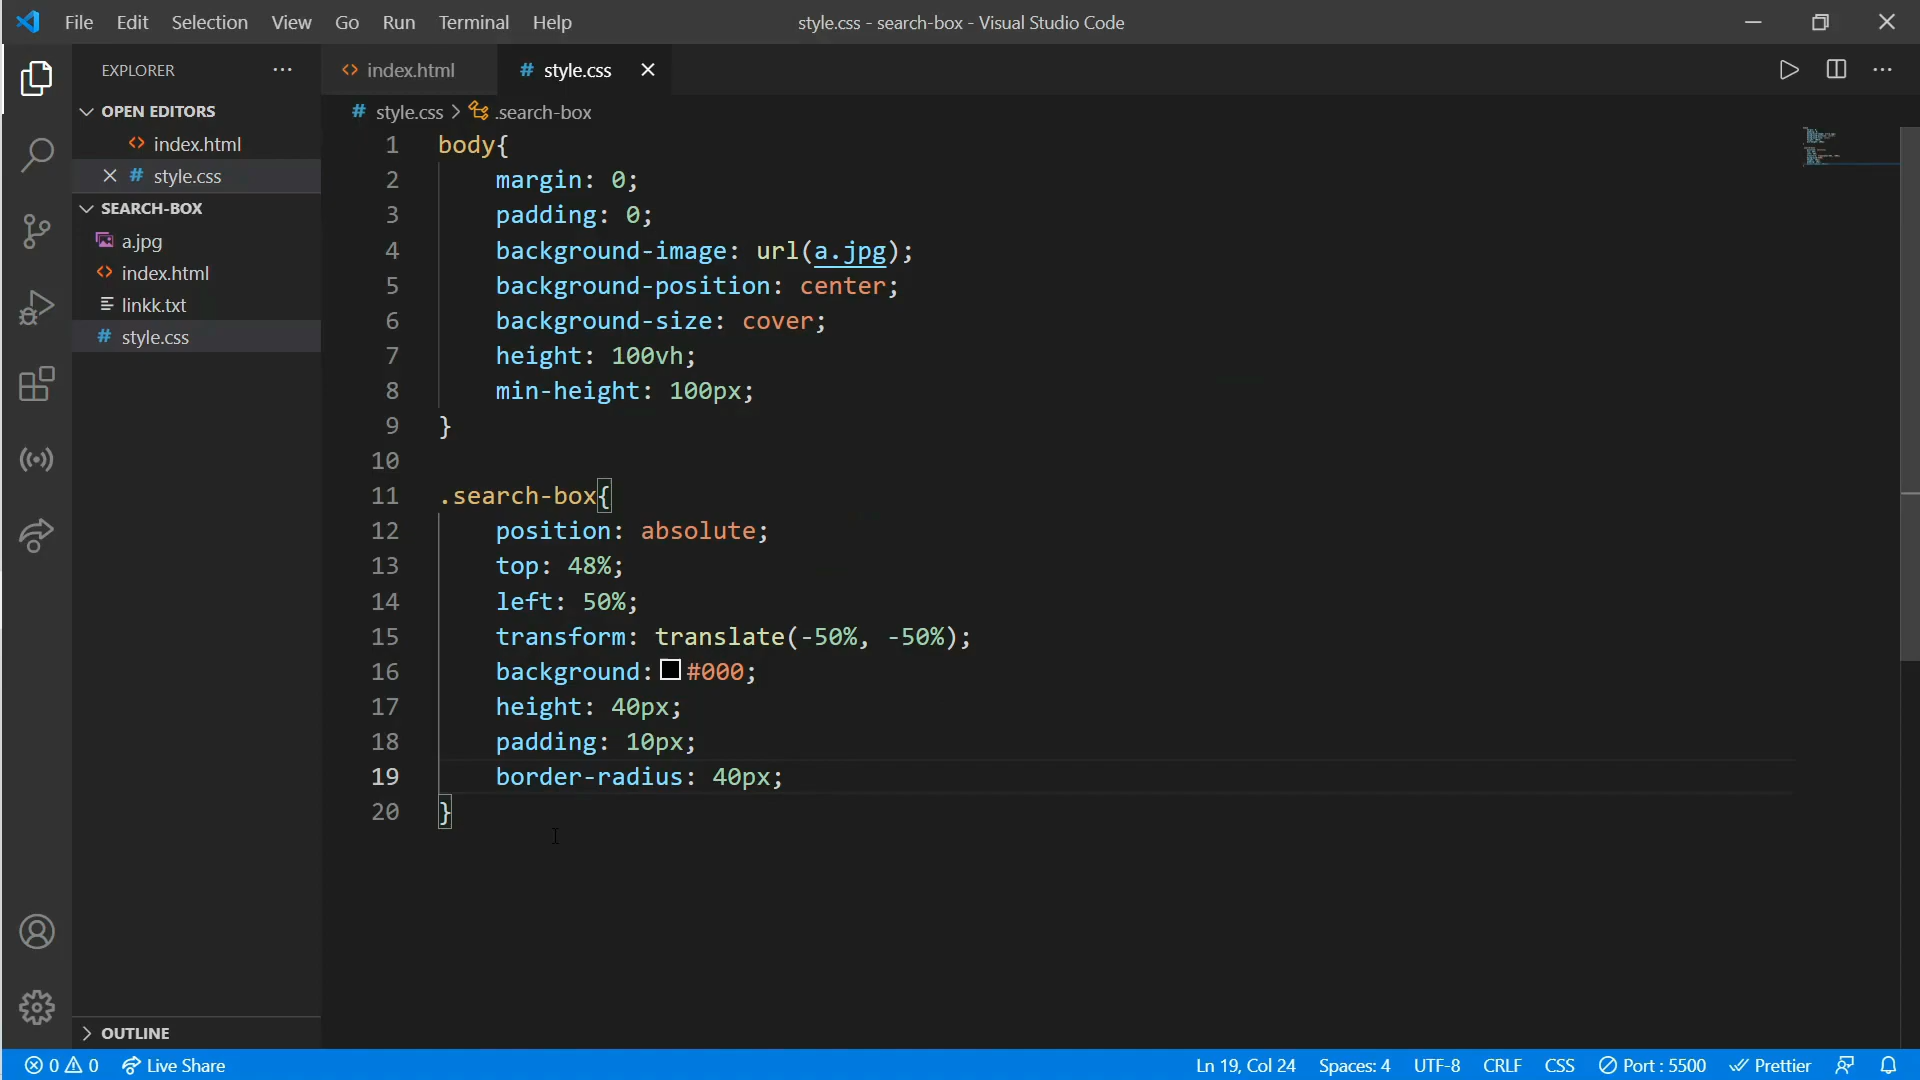 File Edit Selection View Go Run Terminal Help
style.css - search-box - Visual Studio Code
EXPLORER
OPEN EDITORS
index.html
style.css
SEARCH-BOX
a.jpg
index.html
linkk.txt
style.css
OUTLINE
index.html
# style.css
# style.css > .search-box
1 body{
2 margin: 0;
3 padding: 0;
4 background-image: url(a.jpg);
5 background-position: center;
6 background-size: cover;
7 height: 100vh;
8 min-height: 100px;
9 }
10
11 .search-box{
12 position: absolute;
13 top: 48%;
14 left: 50%;
15 transform: translate(-50%, -50%);
16 background: #000;
17 height: 40px;
18 padding: 10px;
19 border-radius: 40px;
20 }
0 0 Live Share
Ln 19, Col 24 Spaces: 4 UTF-8 CRLF CSS Port : 5500 Prettier